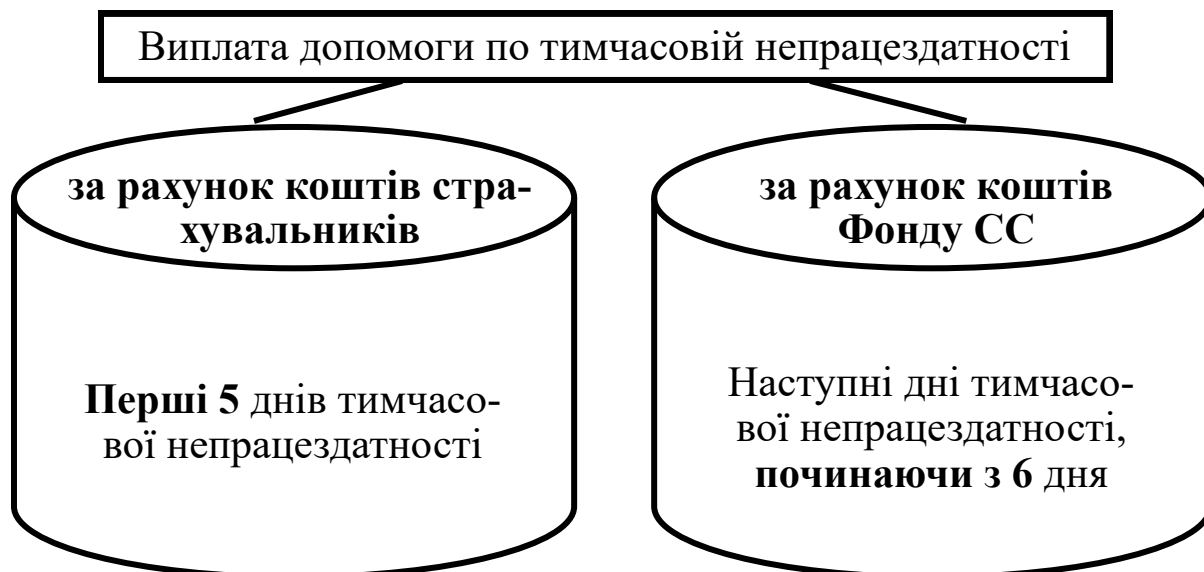 Виплата допомоги по тимчасовій непрацездатності
за рахунок коштів стра-
хувальників
Перші 5 днів тимчасо-
вої непрацездатності
за рахунок коштів
Фонду СС
Наступні дні тимчасо-
вої непрацездатності,
починаючи з 6 дня